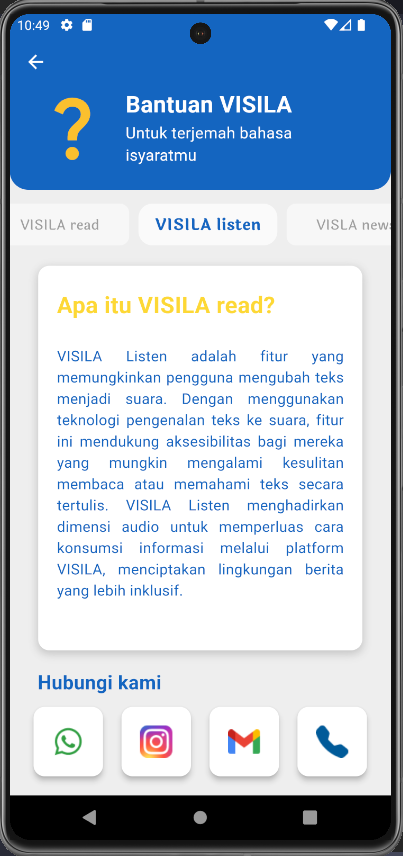 10:49
Bantuan VISILA
Untuk terjemah bahasa
isyaratmu
VISILA read
VISILA listen
VISLA news
Apa itu VISILA read?
VISILA Listen adalah fitur yang
memungkinkan pengguna mengubah teks
menjadi suara. Dengan menggunakan
teknologi pengenalan teks ke suara, fitur
ini mendukung aksesibilitas bagi mereka
yang mungkin mengalami kesulitan
membaca atau memahami teks secara
tertulis. VISILA Listen menghadirkan
dimensi audio untuk memperluas cara
konsumsi informasi melalui platform
VISILA, menciptakan lingkungan berita
yang lebih inklusif.
Hubungi kami